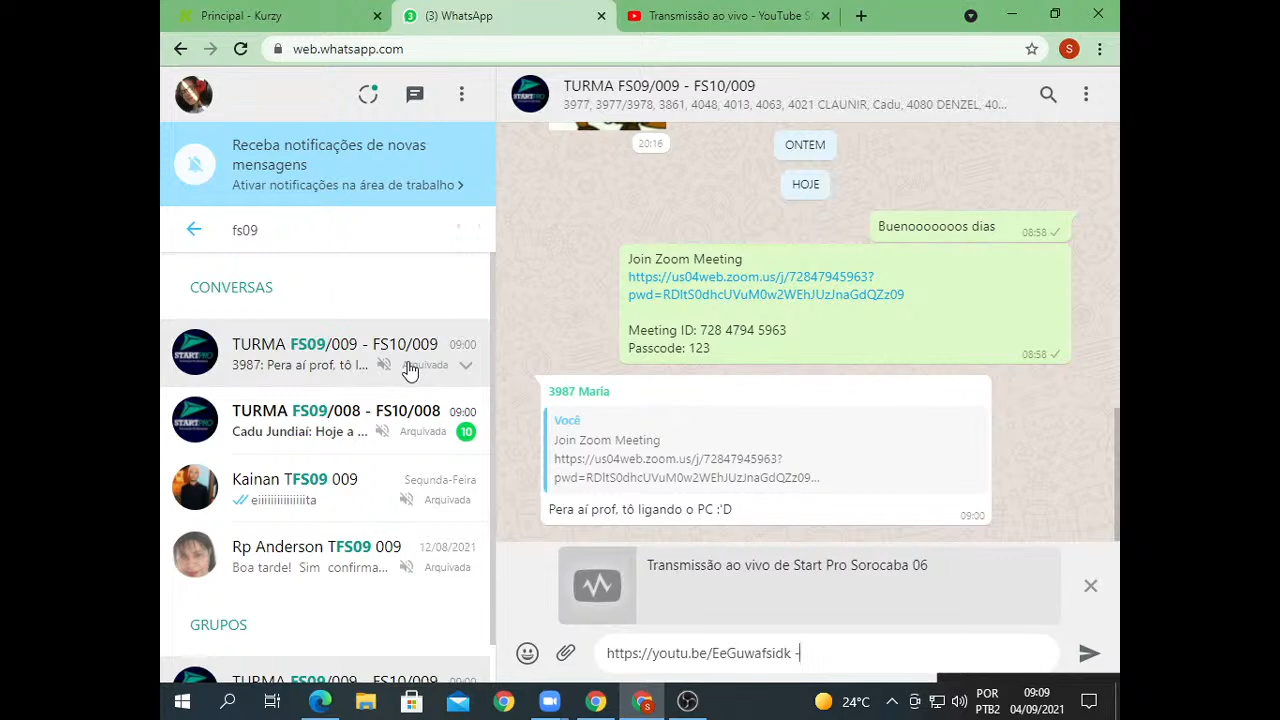 Principal - Kurzy
(3) WhatsApp
Transmissão ao vivo - YouTube S
web.whatsapp.com
S
TURMA FS09/009 - FS10/009
3977, 3977/3978, 3861, 4048, 4013, 4063, 4021 CLAUNIR, Cadu, 4080 DENZEL, 40...
Receba notificações de novas
mensagens
Ativar notificações na área de trabalho
fs09
CONVERSAS
TURMA FS09/009 - FS10/009 09:00
3987: Pera aí prof, tô l... Arquivada
TURMA FS09/008 - FS10/008 09:00
Cadu Jundiaí: Hoje a ... Arquivada 10
Kainan TFS09 009 Segunda-Feira
eiiiiiiiiiiiiiiita Arquivada
Rp Anderson TFS09 009 12/08/2021
Boa tarde! Sim confirma... Arquivada
GRUPOS
TURMA FS09/009 - FS10/009 09:00
20:16
ONTEM
HOJE
Buenooooooos dias 08:58
Join Zoom Meeting
https://us04web.zoom.us/j/72847945963?
pwd=RDltS0dhcUVuM0w2WEhJUzJnaGdQZz09
Meeting ID: 728 4794 5963
Passcode: 123
08:58
3987 Maria
Você
Join Zoom Meeting
https://us04web.zoom.us/j/72847945963?
pwd=RDltS0dhcUVuM0w2WEhJUzJnaGdQZz09...
Pera aí prof, tô ligando o PC :'D
09:00
Transmissão ao vivo de Start Pro Sorocaba 06
https://youtu.be/EeGuwafsidk -
24°C
POR
PTB2
09:09
04/09/2021